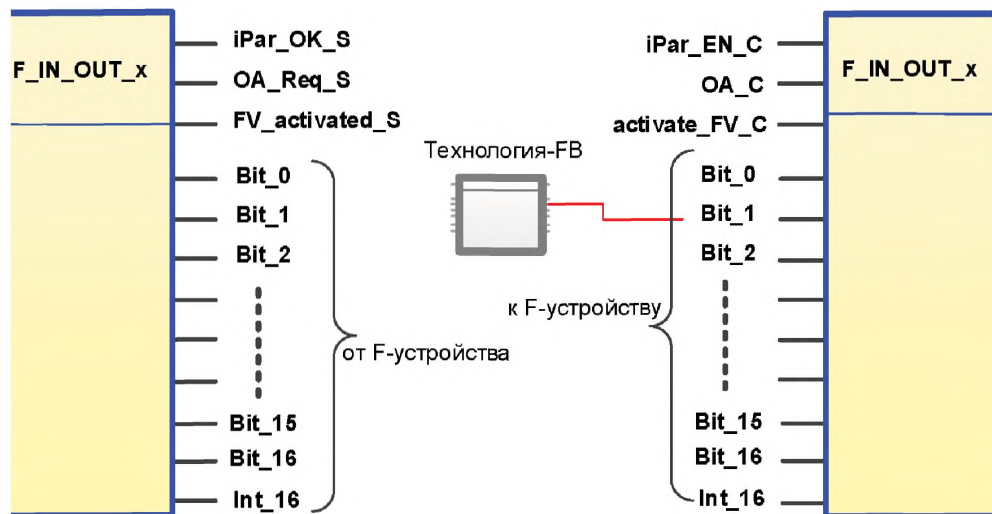 F_IN_OUT_x
iPar_OK_S
OA_Req_S
FV_activated_S
Bit_0
Bit_1
Bit_2
Bit_15
Bit_16
Int_16
от F-устройства
Технология-FB
к F-устройству
iPar_EN_C
OA_C
activate_FV_C
Bit_0
Bit_1
Bit_2
Bit_15
Bit_16
Int_16
F_IN_OUT_x